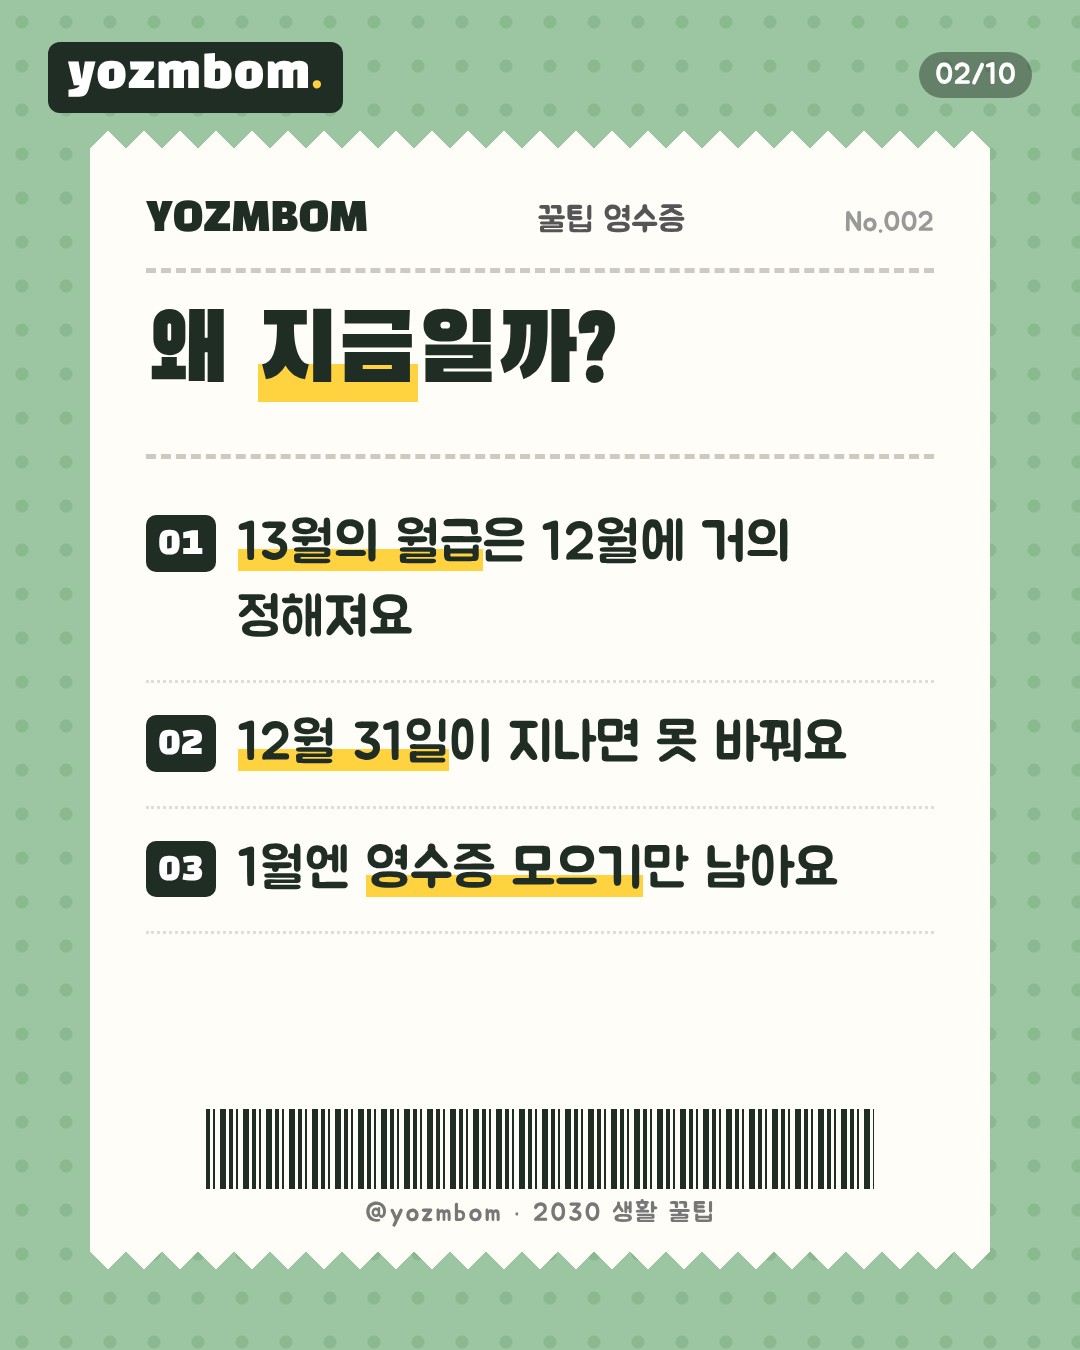 yozmbom.
02/10
YOZMBOM 꿀팁 영수증 No.002
왜 지금일까?
01 13월의 월급은 12월에 거의
정해져요
02 12월 31일이 지나면 못 바꿔요
03 1월엔 영수증 모으기만 남아요
@yozmbom · 2030 생활 꿀팁